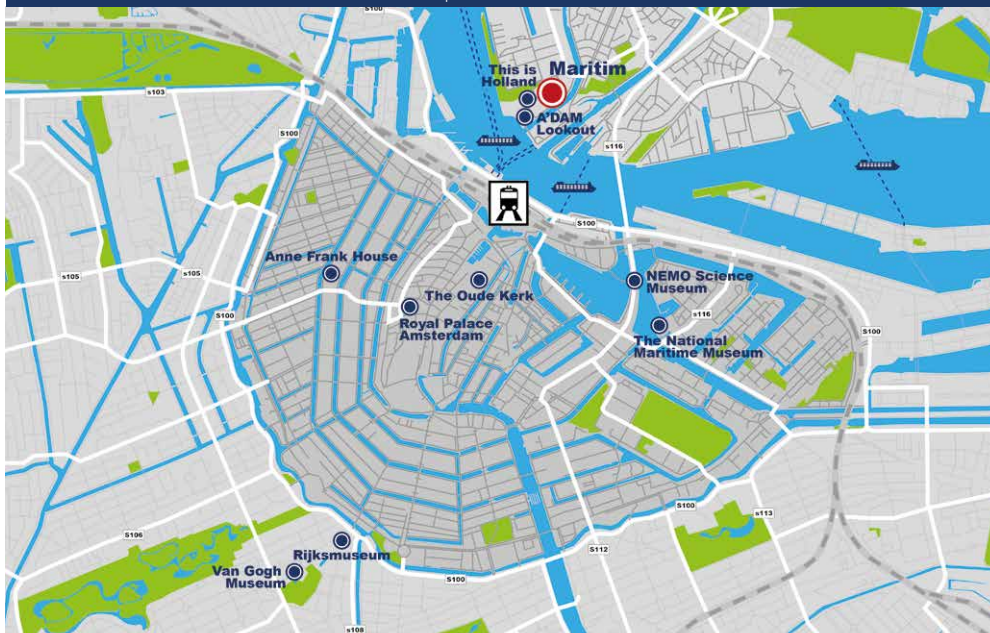 S100
This is
Holland
Maritim
A'DAM
Lookout
s103
S100
s116
S100
Anne Frank House
s105
s105
The Oude Kerk
NEMO Science
Museum
S100
Royal Palace
Amsterdam
s116
The National
Maritime Museum
S100
S100
s113
S106
Rijksmuseum
S112
Van Gogh
Museum
S100
s108